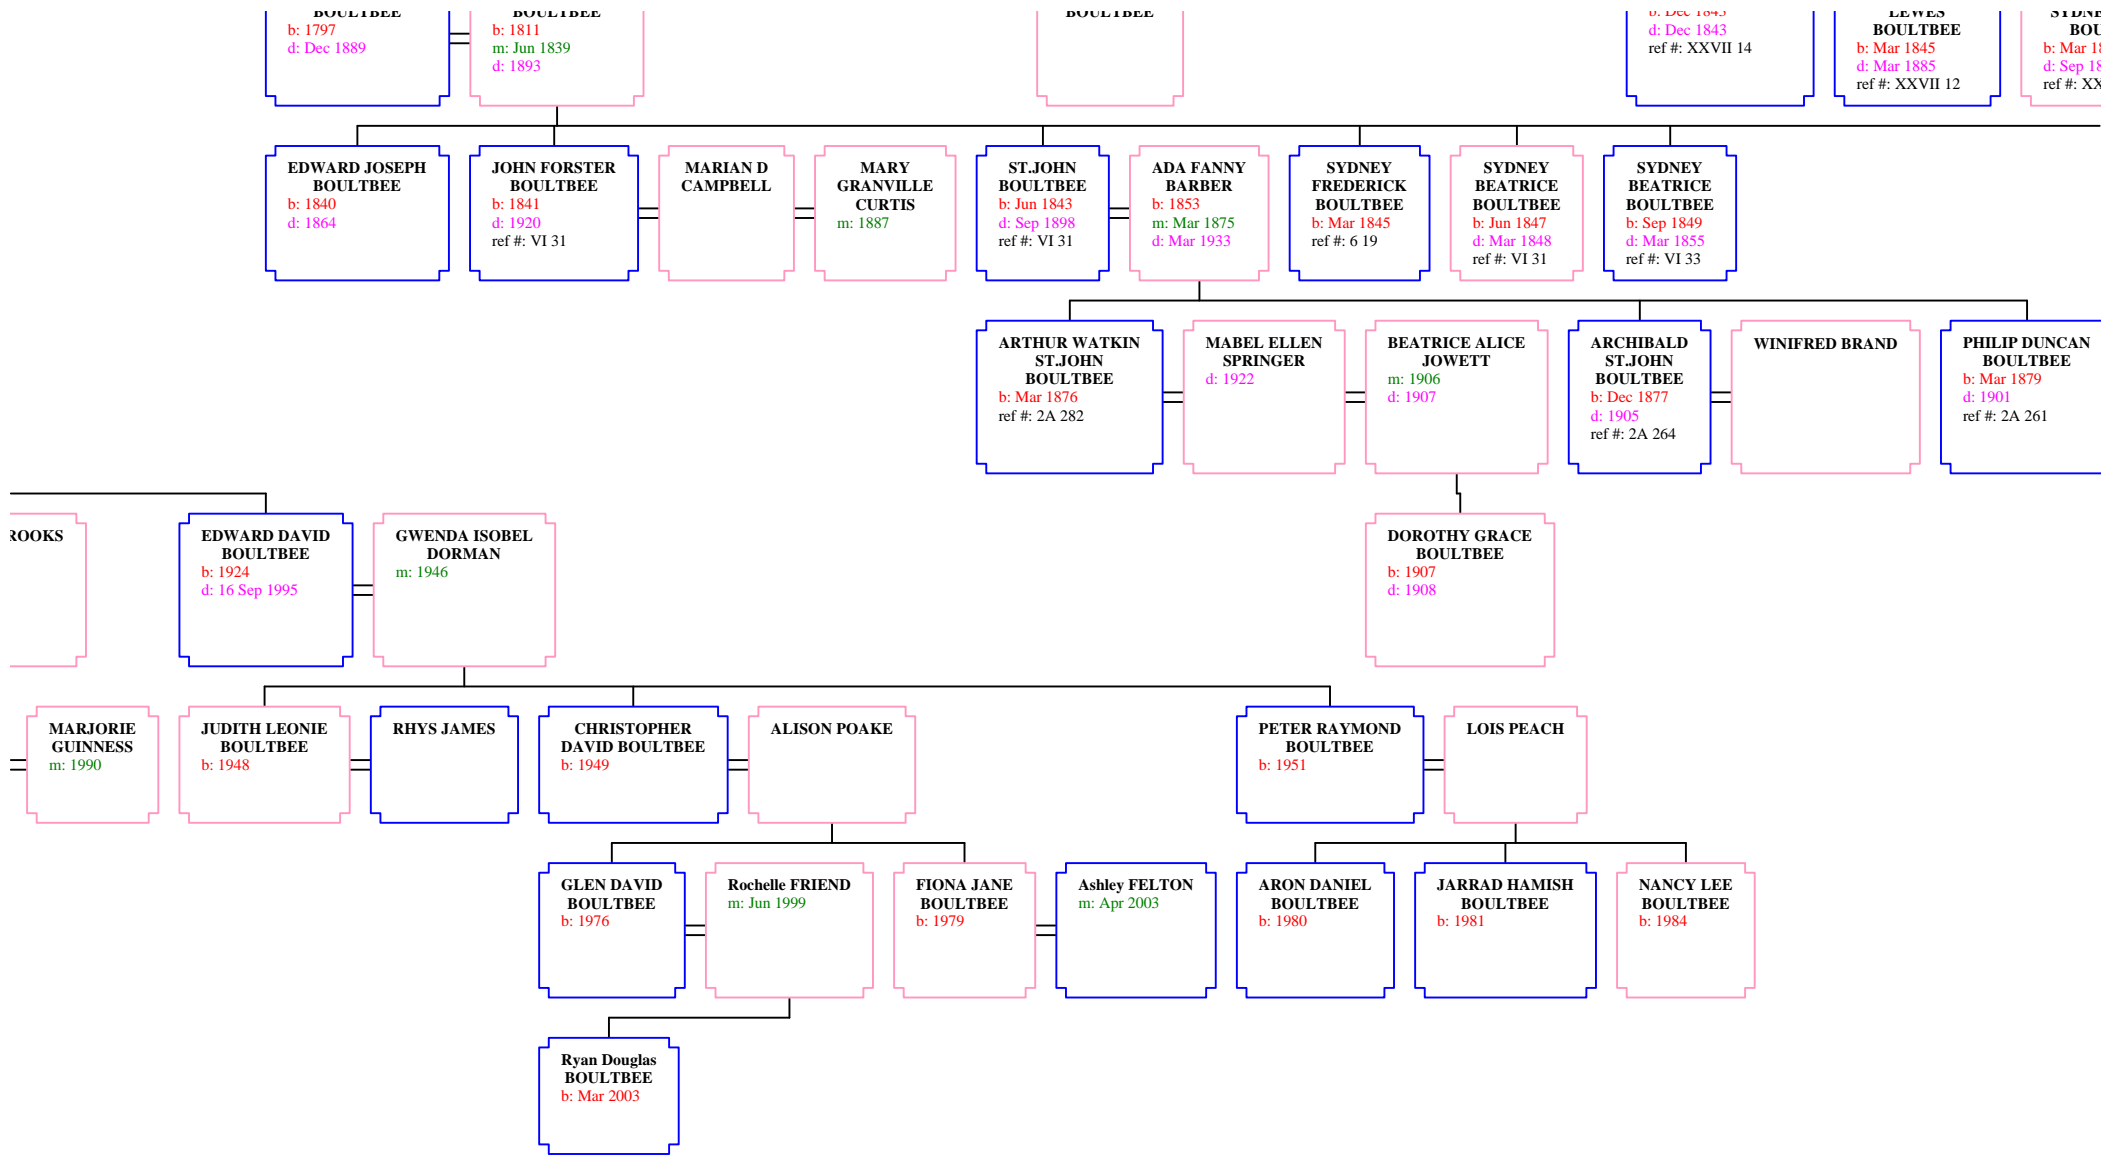 BOULTBEE
b: 1797
d: Dec 1889
BOULTBEE
b: 1811
m: Jun 1839
d: 1893
BOULTBEE
b: Dec 1843
d: Dec 1843
ref #: XXVII 14
LEWES
BOULTBEE
b: Mar 1845
d: Mar 1885
ref #: XXVII 12
b: Mar
d: Sep
ref #:
EDWARD JOSEPH
BOULTBEE
b: 1840
d: 1864
JOHN FORSTER
BOULTBEE
b: 1841
d: 1920
ref #: VI 31
MARIAN D
CAMPBELL
MARY
GRANVILLE
CURTIS
m: 1887
ST.JOHN
BOULTBEE
b: Jun 1843
d: Sep 1898
ref #: VI 31
ADA FANNY
BARBER
b: 1853
m: Mar 1875
d: Mar 1933
SYDNEY
FREDERICK
BOULTBEE
b: Mar 1845
ref #: 6 19
SYDNEY
BEATRICE
BOULTBEE
b: Jun 1847
d: Mar 1848
ref #: VI 31
SYDNEY
BEATRICE
BOULTBEE
b: Sep 1849
d: Mar 1855
ref #: VI 33
ARTHUR WATKIN
ST.JOHN
BOULTBEE
b: Mar 1876
ref #: 2A 282
MABEL ELLEN
SPRINGER
d: 1922
BEATRICE ALICE
JOWETT
m: 1906
d: 1907
ARCHIBALD
ST.JOHN
BOULTBEE
b: Dec 1877
d: 1905
ref #: 2A 264
WINIFRED BRAND
PHILIP DUNCAN
BOULTBEE
b: Mar 1879
d: 1901
ref #: 2A 261
ROOKS
EDWARD DAVID
BOULTBEE
b: 1924
d: 16 Sep 1995
GWENDA ISOBEL
DORMAN
m: 1946
DOROTHY GRACE
BOULTBEE
b: 1907
d: 1908
MARJORIE
GUINNESS
m: 1990
JUDITH LEONIE
BOULTBEE
b: 1948
RHYS JAMES
CHRISTOPHER
DAVID BOULTBEE
b: 1949
ALISON POAKE
PETER RAYMOND
BOULTBEE
b: 1951
LOIS PEACH
GLEN DAVID
BOULTBEE
b: 1976
Rochelle FRIEND
m: Jun 1999
FIONA JANE
BOULTBEE
b: 1979
Ashley FELTON
m: Apr 2003
ARON DANIEL
BOULTBEE
b: 1980
JARRAD HAMISH
BOULTBEE
b: 1981
NANCY LEE
BOULTBEE
b: 1984
Ryan Douglas
BOULTBEE
b: Mar 2003